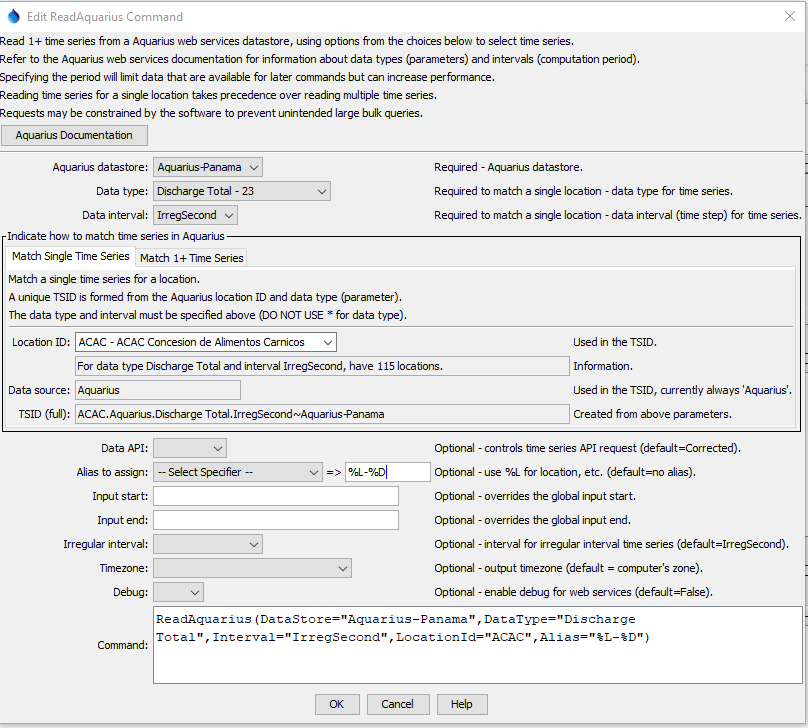 Edit ReadAquarius Command
Read 1+ time series from a Aquarius web services datastore, using options from the choices below to select time series.
Refer to the Aquarius web services documentation for information about data types (parameters) and intervals (computation period).
Specifying the period will limit data that are available for later commands but can increase performance.
Reading time series for a single location takes precedence over reading multiple time series.
Requests may be constrained by the software to prevent unintended large bulk queries.
Aquarius Documentation
Aquarius datastore: Aquarius-Panama Required - Aquarius datastore.
Data type: Discharge Total - 23 Required to match a single location - data type for time series.
Data interval: IrregSecond Required to match a single location - data interval (time step) for time series.
Indicate how to match time series in Aquarius
Match Single Time Series Match 1+ Time Series
Match a single time series for a location.
A unique TSID is formed from the Aquarius location ID and data type (parameter).
The data type and interval must be specified above (DO NOT USE * for data type).
Location ID: ACAC - ACAC Concesion de Alimentos Carnicos Used in the TSID.
For data type Discharge Total and interval IrregSecond, have 115 locations. Information.
Data source: Aquarius Used in the TSID, currently always 'Aquarius'.
TSID (full): ACAC.Aquarius.Discharge Total.IrregSecond~Aquarius-Panama Created from above parameters.
Data API: Optional - controls time series API request (default=Corrected).
Alias to assign: -- Select Specifier -- => %L-%D Optional - use %L for location, etc. (default=no alias).
Input start: Optional - overrides the global input start.
Input end: Optional - overrides the global input end.
Irregular interval: Optional - interval for irregular interval time series (default=IrregSecond).
Timezone: Optional - output timezone (default = computer's zone).
Debug: Optional - enable debug for web services (default=False).
Command: ReadAquarius(DataStore="Aquarius-Panama",DataType="Discharge
Total",Interval="IrregSecond",LocationId="ACAC",Alias="%L-%D")
OK Cancel Help